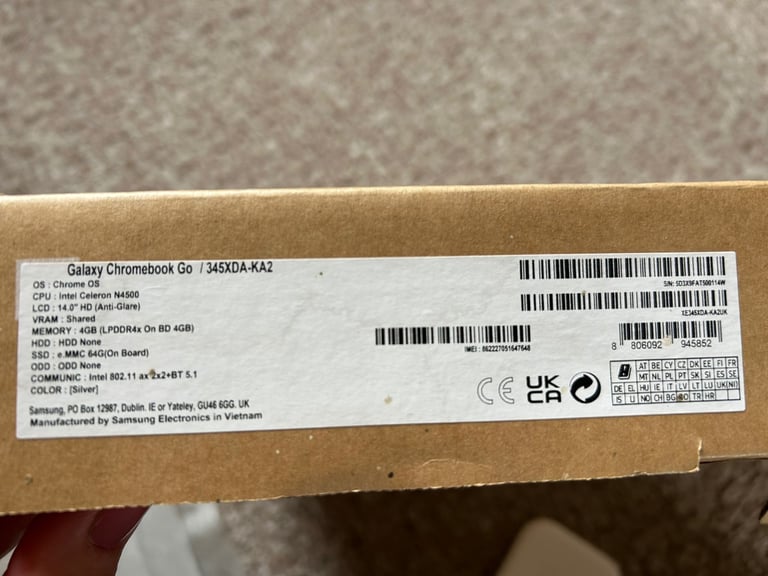 Galaxy Chromebook Go / 345XDA-KA2
OS : Chrome OS
CPU : Intel Celeron N4500
LCD : 14.0" HD (Anti-Glare)
VRAM : Shared
MEMORY : 4GB (LPDDR4x On BD 4GB)
HDD : HDD None
SSD : e.MMC 64G(On Board)
ODD : ODD None
COMMUNIC : Intel 802.11 ax 2x2+BT 5.1
COLOR : [Silver]
Samsung, PO Box 12987, Dublin. IE or Yateley, GU46 6GG. UK
Manufactured by Samsung Electronics in Vietnam
IMEI : 862227051647648
S/N: 5D3X9FAT500114W
XE345XDA-KA2UK
8 806092 945852
CE
UK
CA
AT BE CY CZ DK EE FI FR
MT NL PL PT SK SI ES SE
DE EL HU IE IT LV LT LU UK(NI)
IS LI NO CH BG RO TR HR